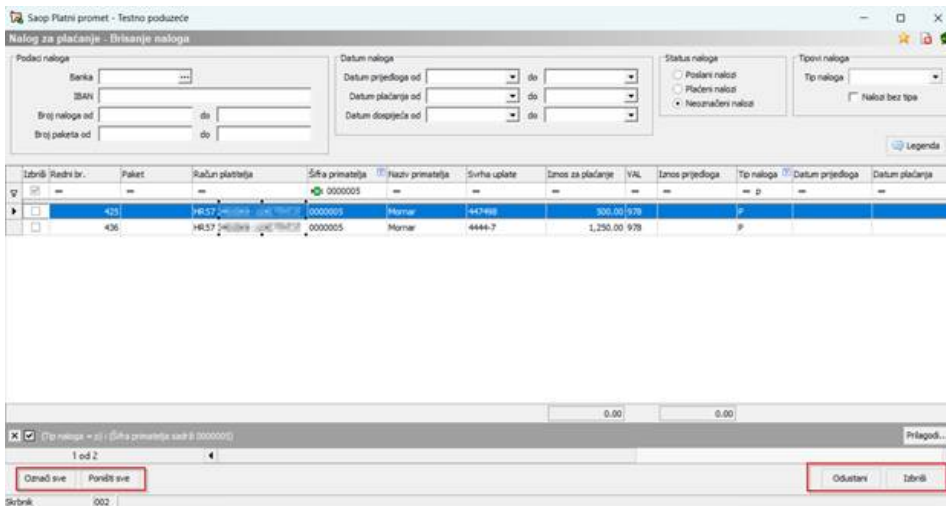 Saop Platni promet - Testno poduzeće
Nalog za plaćanje - Brisanje naloga
Podaci naloga
Datum naloga
Status naloga
Tipovi naloga
Banka
...
Datum prijedloga od
do
Poslani nalozi
Tip naloga
IBAN
Datum plaćanja od
do
Plaćeni nalozi
Nalozi bez tipa
Broj naloga od
do
Datum dospijeća od
do
Neoznačeni nalozi
Broj paketa od
do
Legenda
Izbriši Redni br. Paket Račun platitelja Šifra primatelja Naziv primatelja Svrha uplate Iznos za plaćanje VAL Iznos prijedloga Tip naloga Datum prijedloga Datum plaćanja
= = = 0000005 = = = = = = p = =
425 HR57 0000005 Mornar 447498 500.00 978 P
436 HR57 0000005 Mornar 4444-7 1,250.00 978 P
0.00 0.00
(Tip naloga = p) i (Šifra primatelja sadrži 0000005)
Prilagodi...
1 od 2
Označi sve Poništi sve Odustani Izbriši
Skrbnik 002